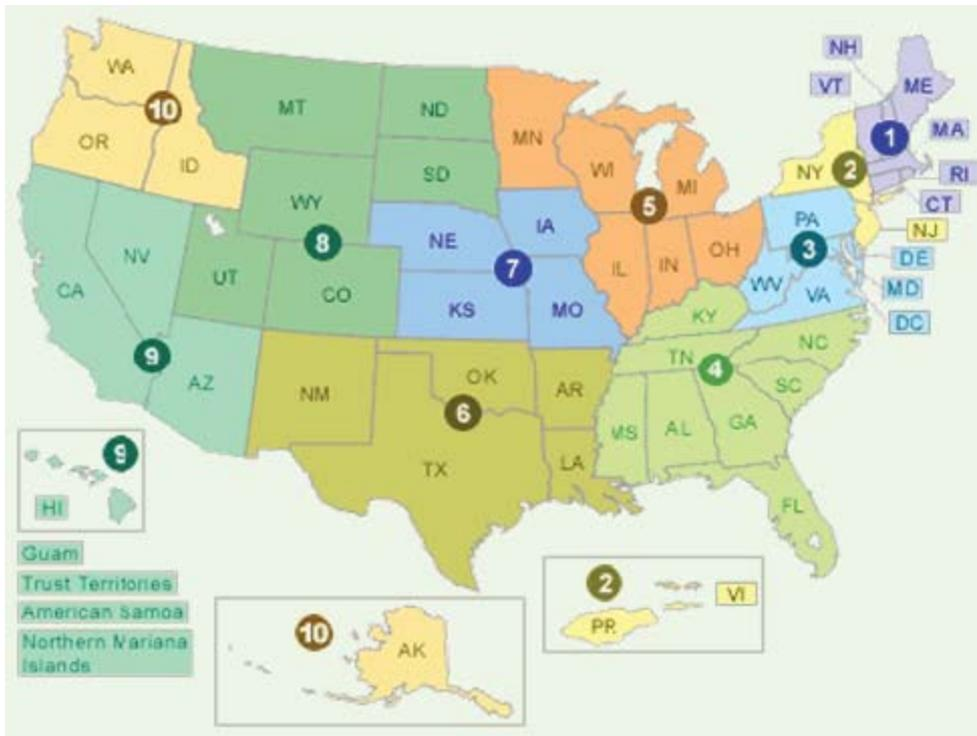 NH
VT
ME
WA
10
MT
ND
MN
MA
1
OR
ID
SD
WI
MI
NY
2
RI
CT
WY
5
PA
NJ
8
NE
IA
3
DE
NV
7
OH
UT
IL
IN
WV
VA
MD
CA
CO
KS
MO
KY
DC
9
AZ
TN
4
NC
NM
OK
AR
SC
6
MS
AL
GA
9
TX
LA
HI
FL
Guam
Trust Territories
American Samoa
Northern Mariana
Islands
2
VI
PR
10
AK